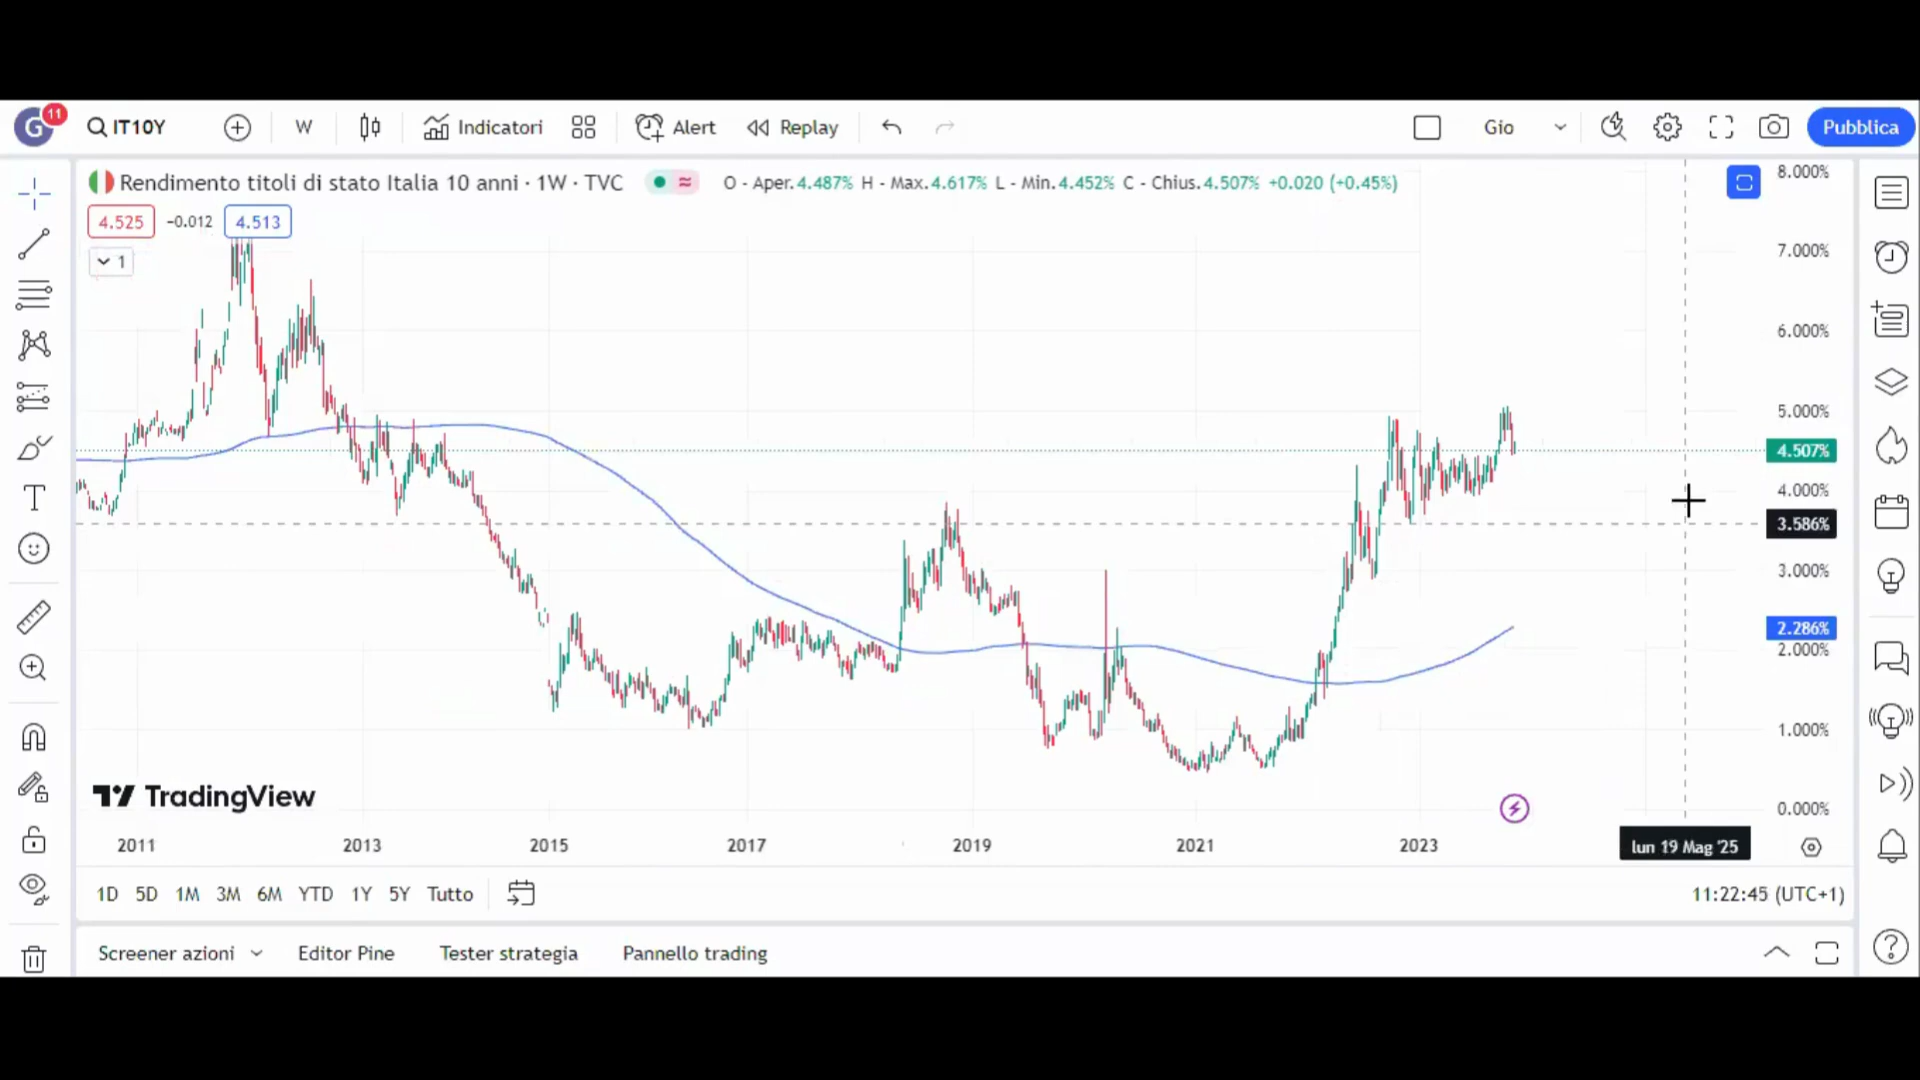 G 11 IT10Y W Indicatori Alert Replay Gio Pubblica
Rendimento titoli di stato Italia 10 anni · 1W · TVC O - Aper.4.487% H - Max.4.617% L - Min.4.452% C - Chius.4.507% +0.020 (+0.45%)
4.525 −0.012 4.513
1
8.000%
7.000%
6.000%
5.000%
4.507%
4.000%
3.586%
3.000%
2.286%
2.000%
1.000%
0.000%
TradingView
2011 2013 2015 2017 2019 2021 2023 lun 19 Mag '25
1D 5D 1M 3M 6M YTD 1Y 5Y Tutto 11:22:45 (UTC+1)
Screener azioni Editor Pine Tester strategia Pannello trading